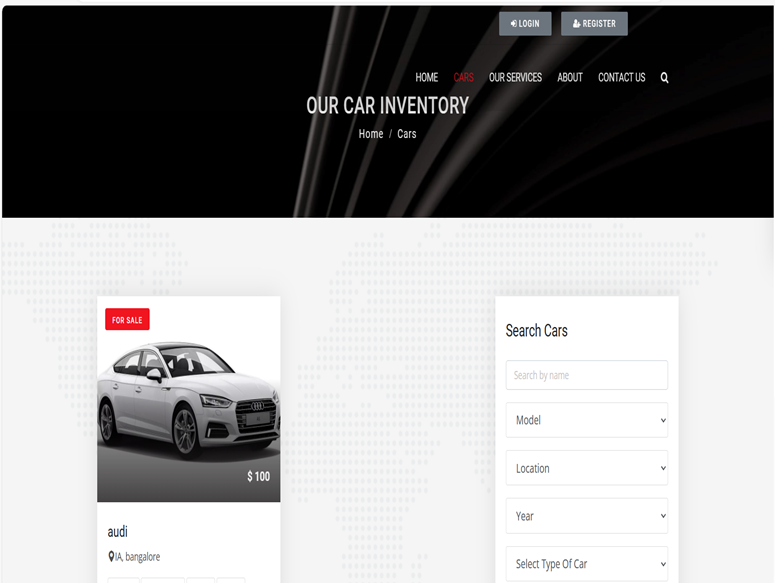 LOGIN REGISTER
HOME CARS OUR SERVICES ABOUT CONTACT US
OUR CAR INVENTORY
Home / Cars
FOR SALE
$ 100
audi
IA, bangalore
Search Cars
Search by name
Model
Location
Year
Select Type Of Car